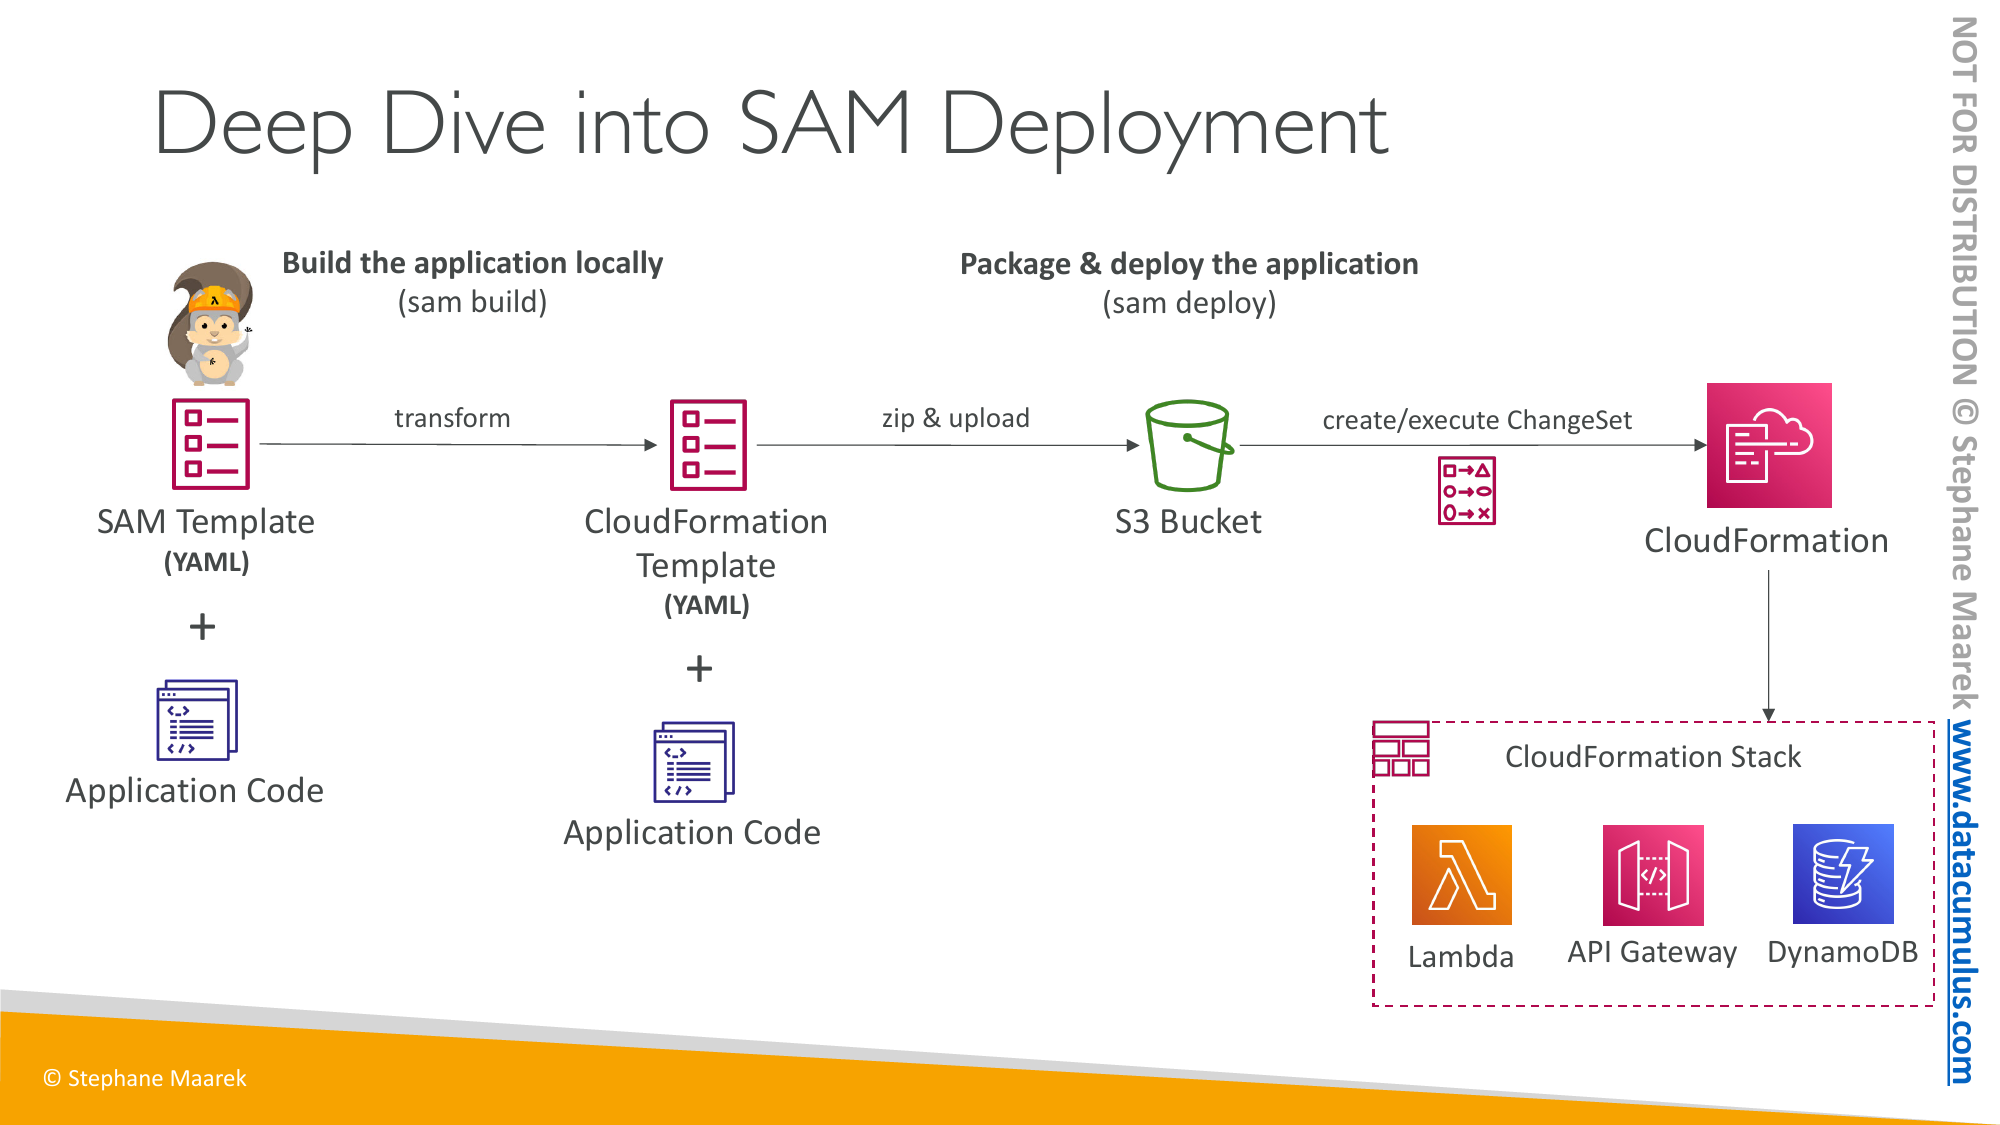 Deep Dive into SAM Deployment
Build the application locally
(sam build)
Package & deploy the application
(sam deploy)
transform
zip & upload
create/execute ChangeSet
SAM Template
(YAML)
+
Application Code
CloudFormation
Template
(YAML)
+
Application Code
S3 Bucket
CloudFormation
CloudFormation Stack
Lambda
API Gateway
DynamoDB
© Stephane Maarek
NOT FOR DISTRIBUTION © Stephane Maarek www.datacumulus.com